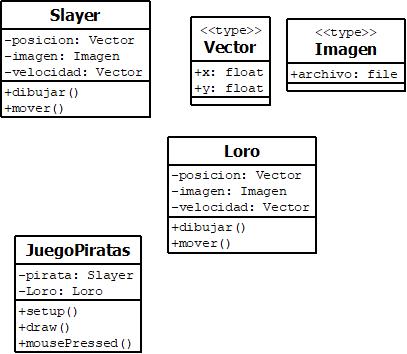 Slayer
-posicion: Vector
-imagen: Imagen
-velocidad: Vector
+dibujar()
+mover()
<<type>>
Vector
+x: float
+y: float
<<type>>
Imagen
+archivo: file
Loro
-posicion: Vector
-imagen: Imagen
-velocidad: Vector
+dibujar()
+mover()
JuegoPiratas
-pirata: Slayer
-Loro: Loro
+setup()
+draw()
+mousePressed()